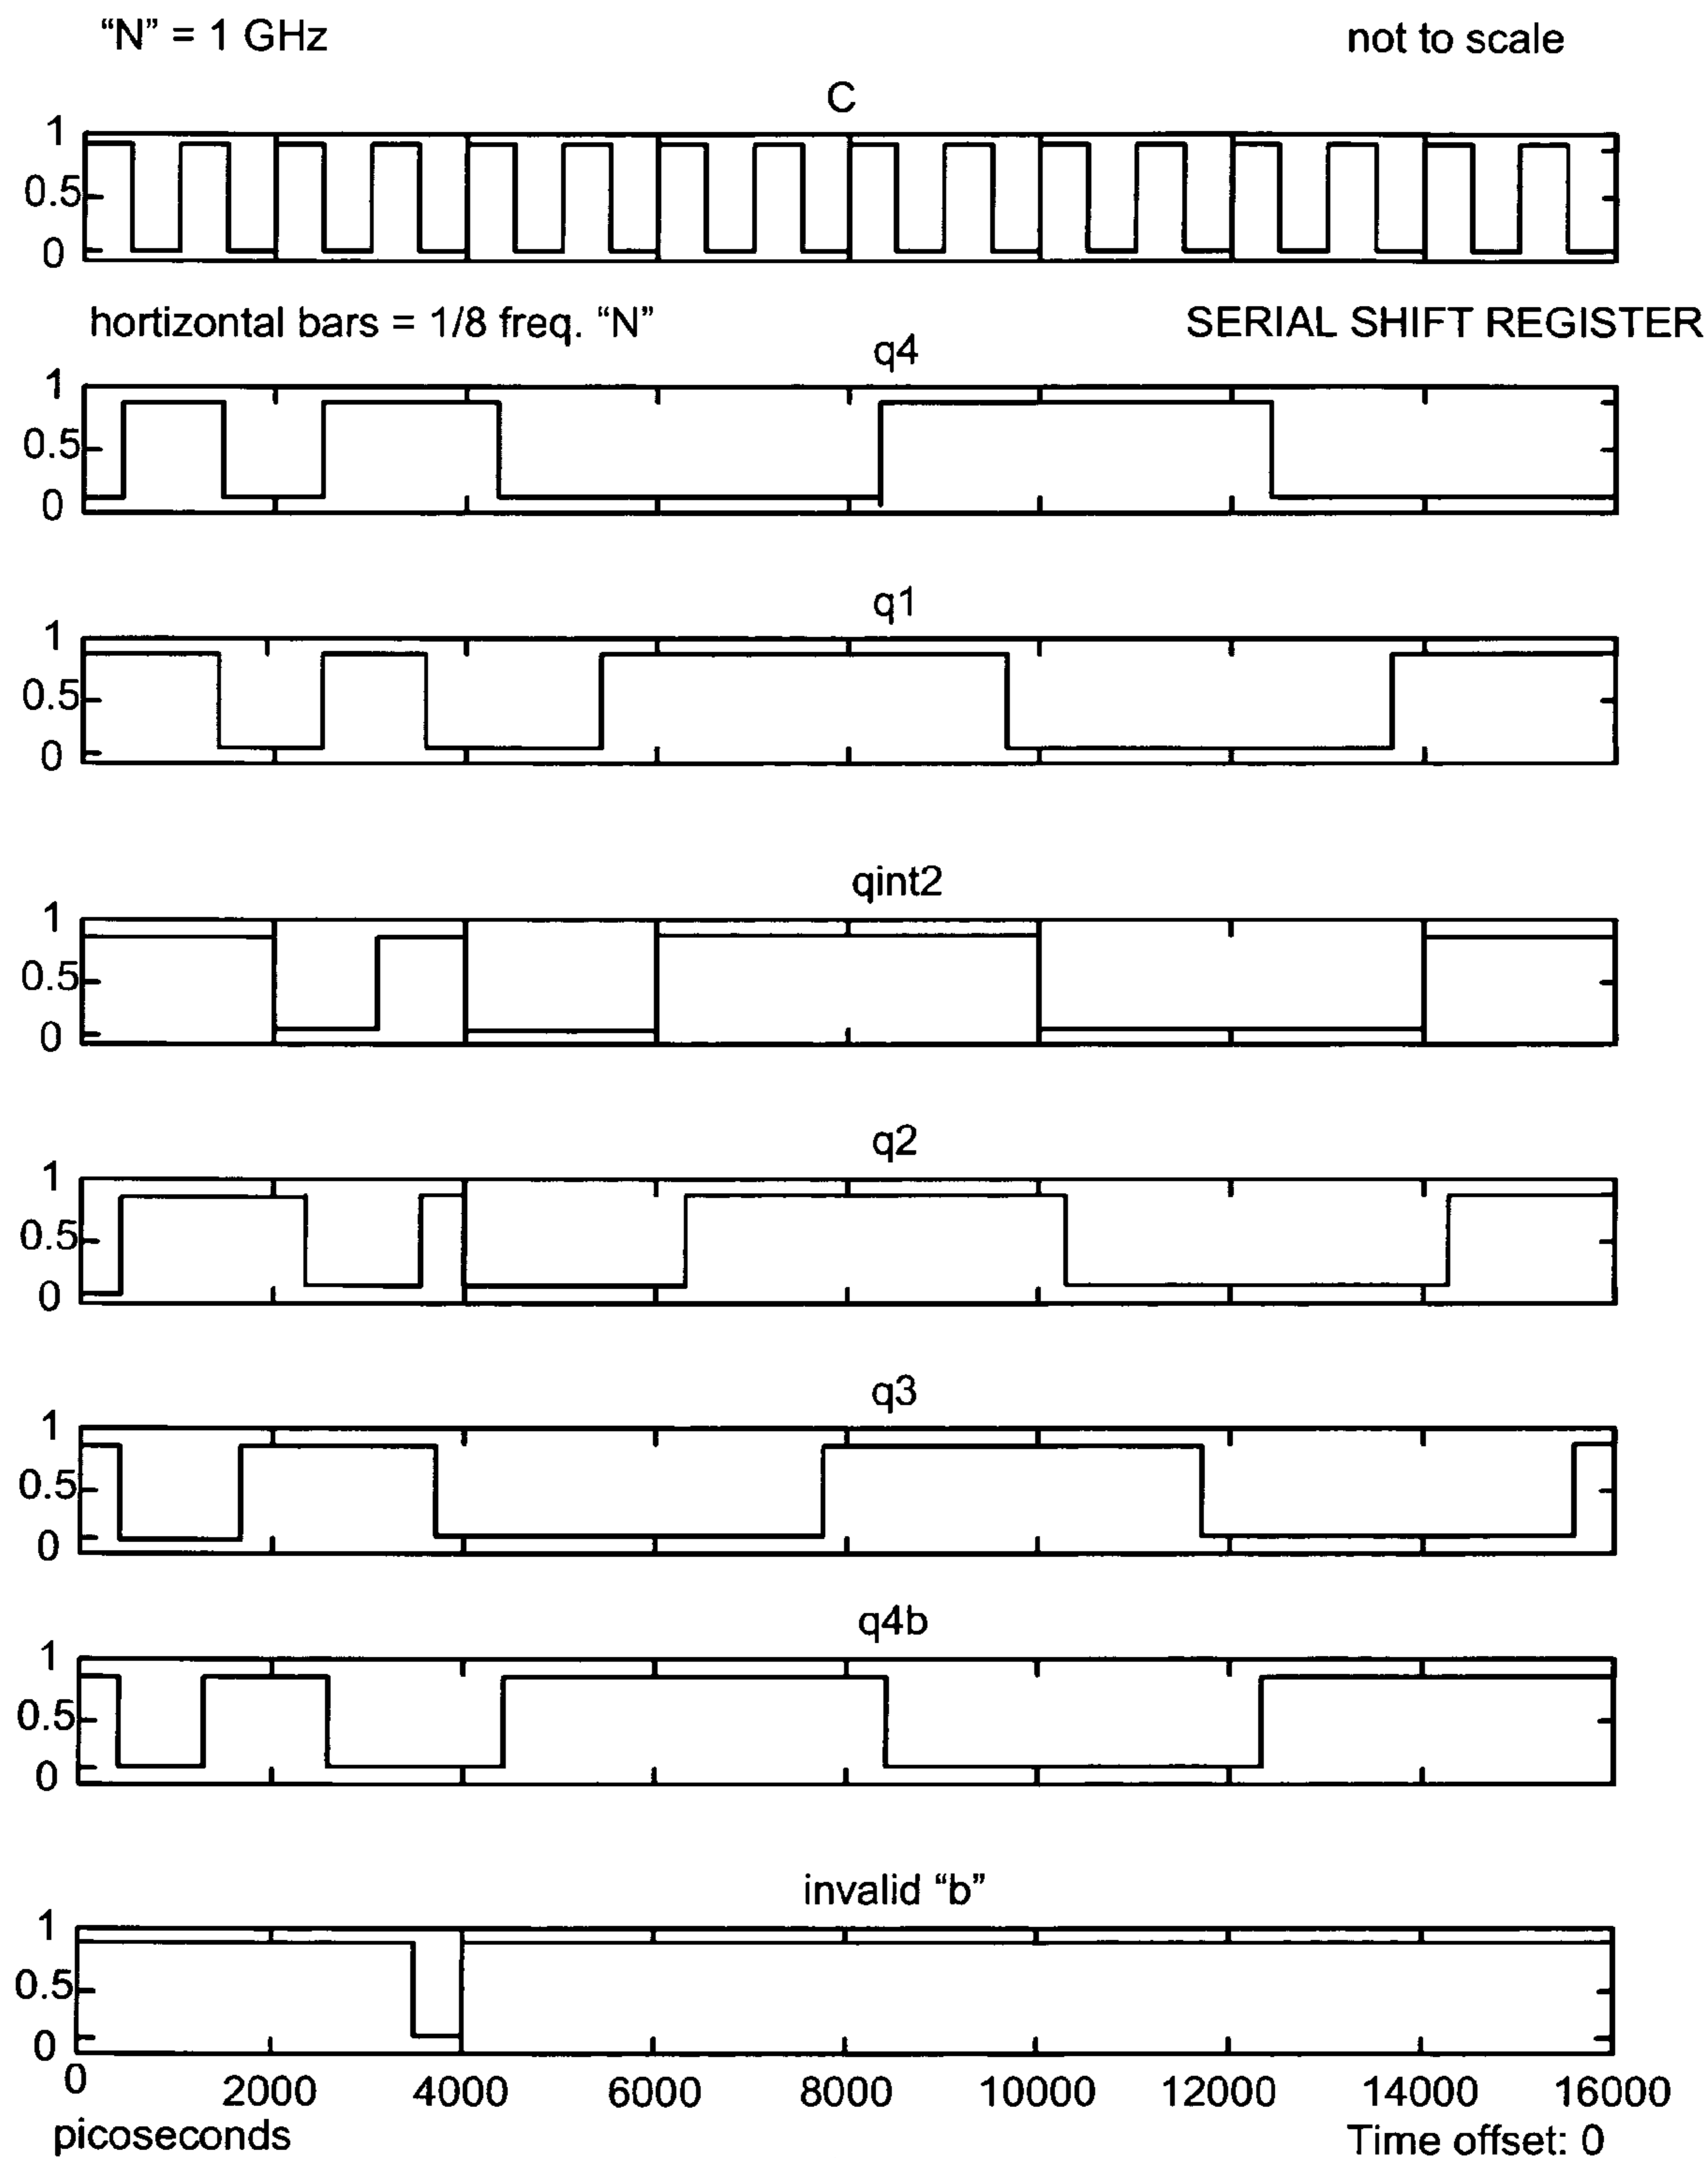 “N” = 1 GHz
not to scale
C
1
0.5
0
hortizontal bars = 1/8 freq. “N”
SERIAL SHIFT REGISTER
q4
1
0.5
0
q1
1
0.5
0
qint2
1
0.5
0
q2
1
0.5
0
q3
1
0.5
0
q4b
1
0.5
0
invalid “b”
1
0.5
0
0 2000 4000 6000 8000 10000 12000 14000 16000
picoseconds
Time offset: 0